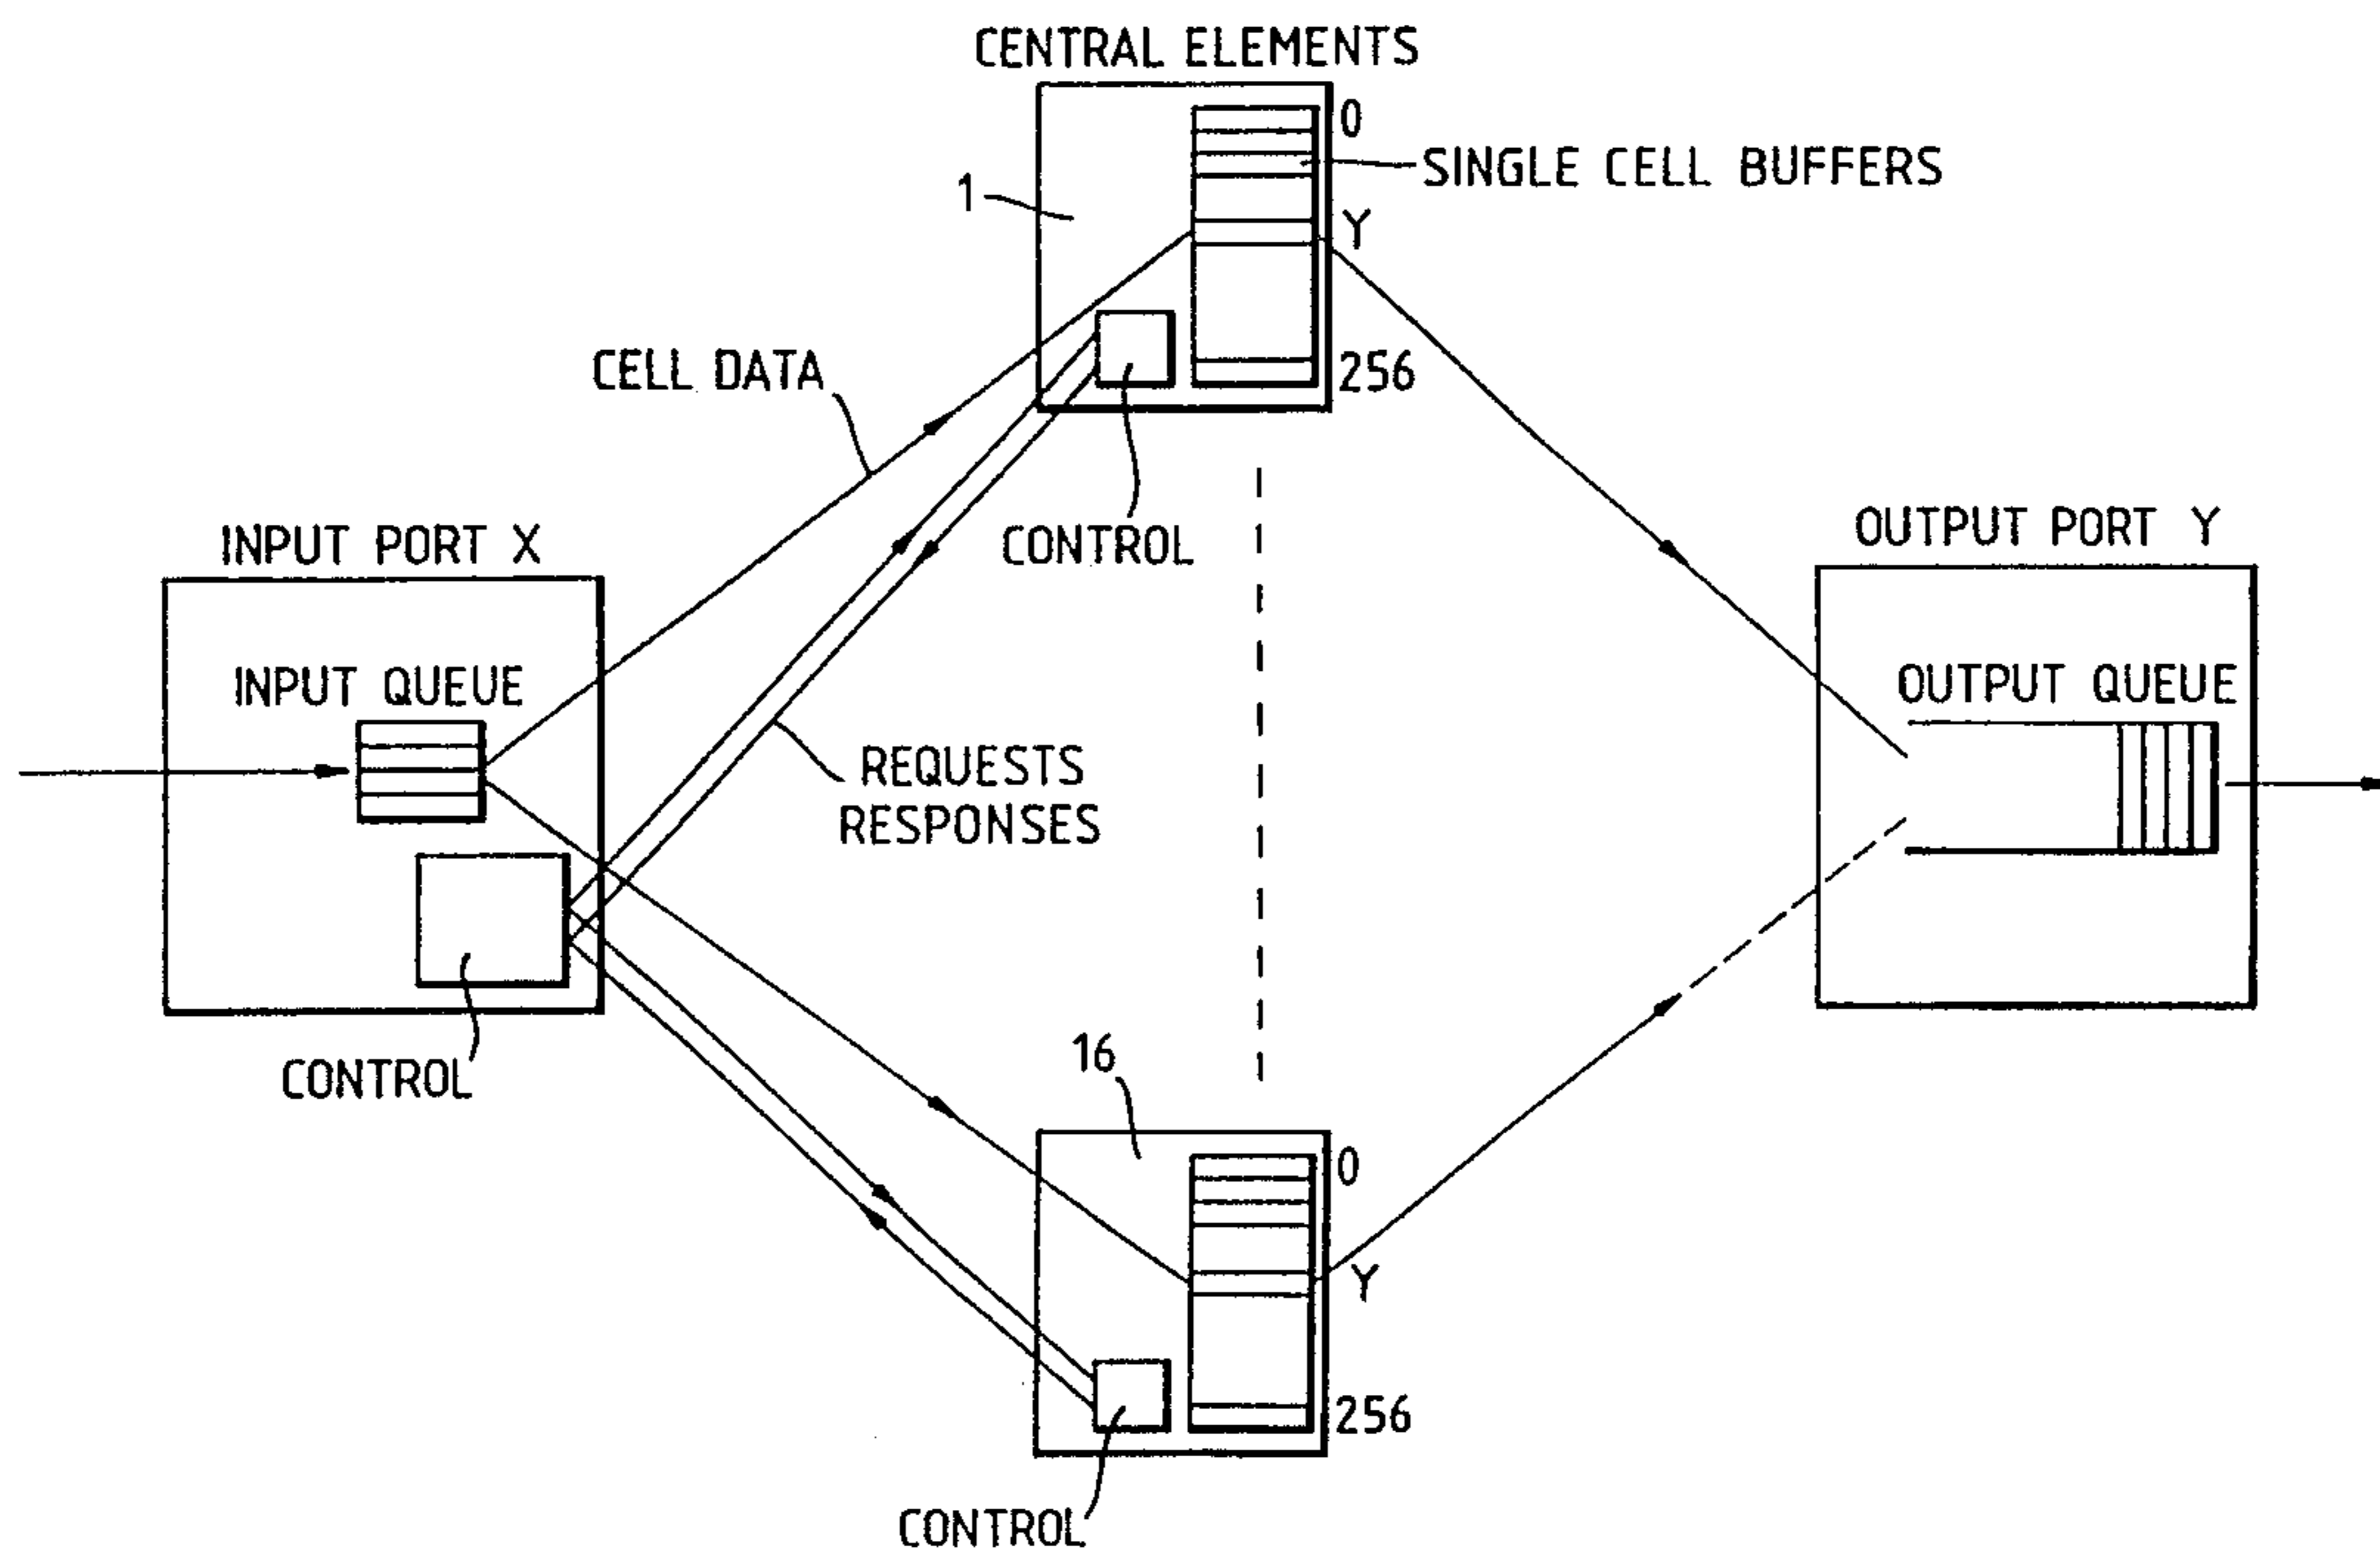 CENTRAL ELEMENTS
0
SINGLE CELL BUFFERS
1
Y
CELL DATA
256
INPUT PORT X
CONTROL
OUTPUT PORT Y
INPUT QUEUE
OUTPUT QUEUE
REQUESTS
RESPONSES
CONTROL
16
0
Y
256
CONTROL